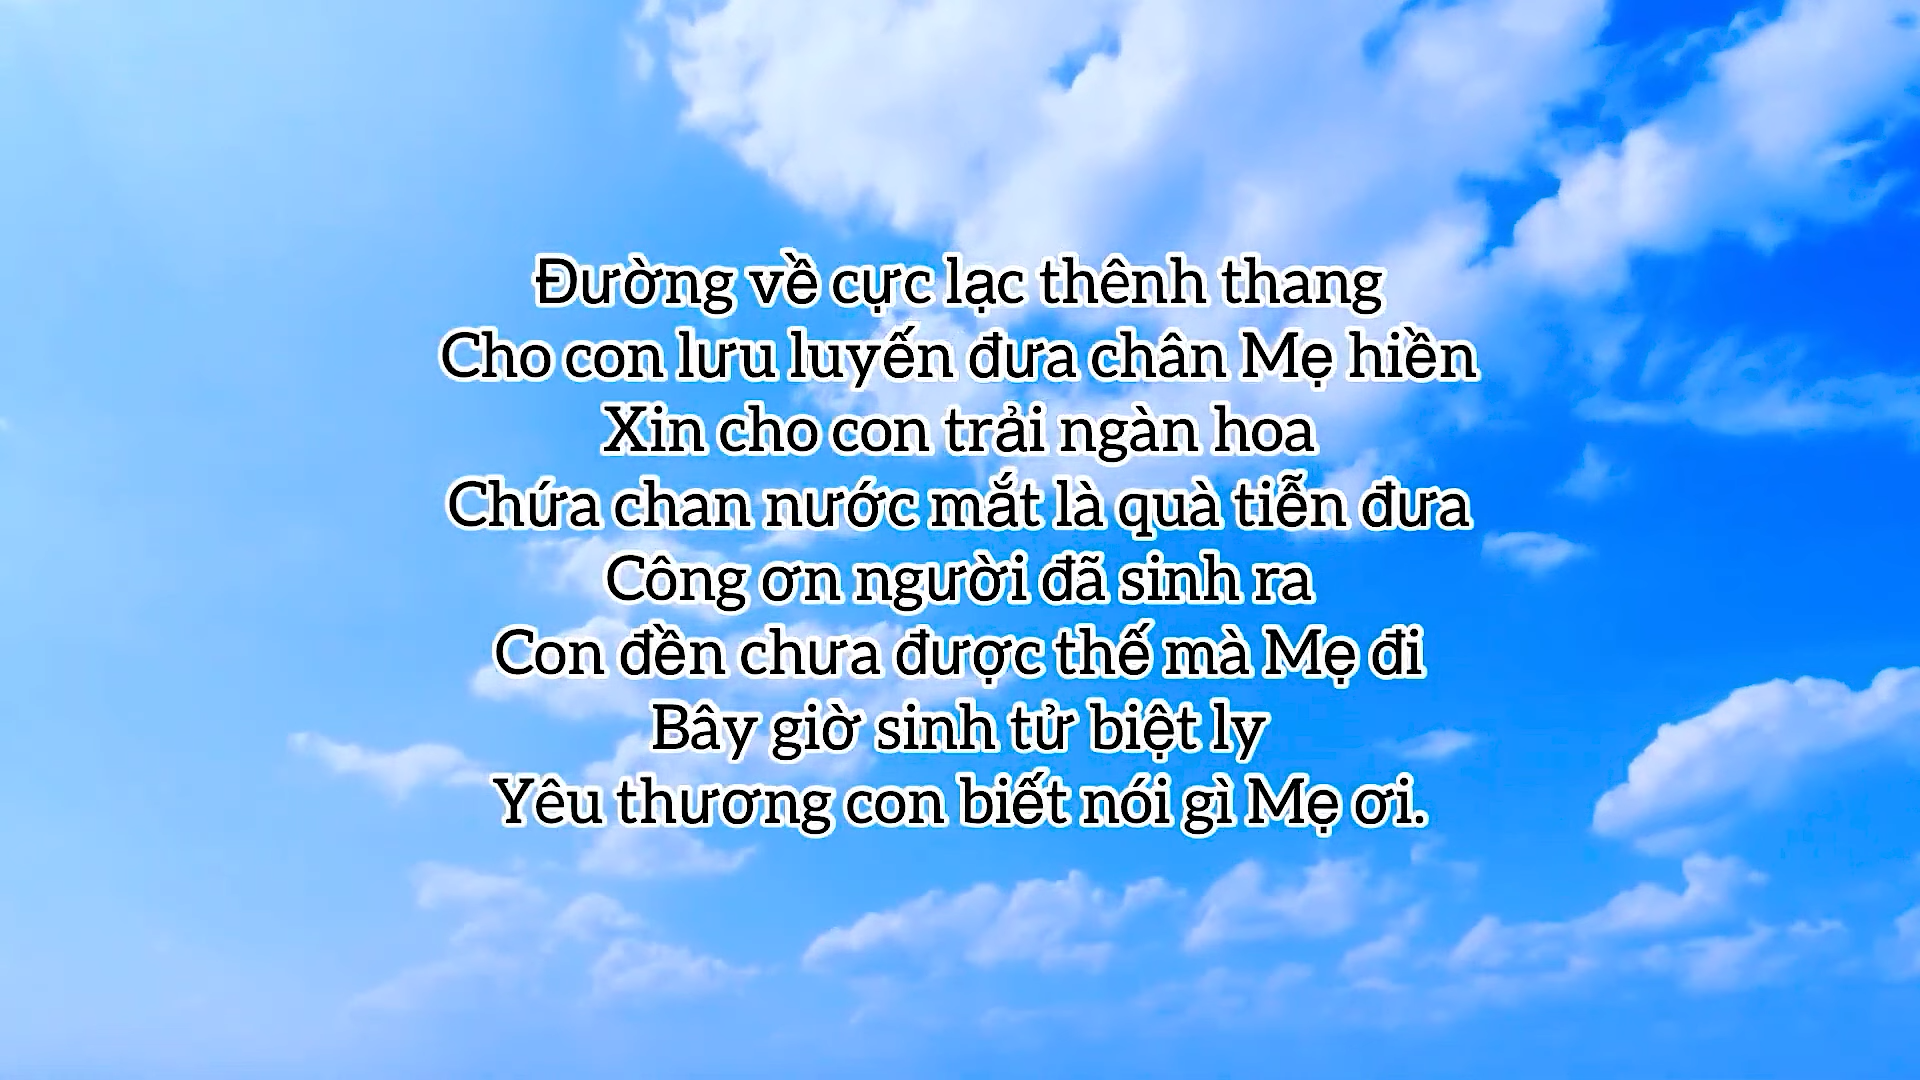 Đường về cực lạc thênh thang
Cho con lưu luyến đưa chân Mẹ hiền
Xin cho con trải ngàn hoa
Chứa chan nước mắt là quà tiễn đưa
Công ơn người đã sinh ra
Con đền chưa được thế mà Mẹ đi
Bây giờ sinh tử biệt ly
Yêu thương con biết nói gì Mẹ ơi.